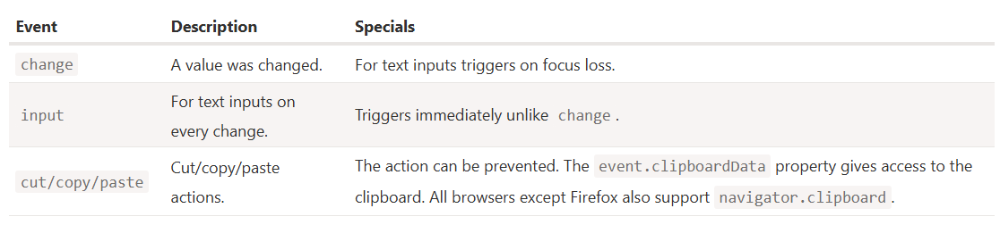 Event Description Specials
change A value was changed. For text inputs triggers on focus loss.
For text inputs on
input Triggers immediately unlike change.
every change.
Cut/copy/paste The action can be prevented. The event.clipboardData property gives access to the
cut/copy/paste
actions. clipboard. All browsers except Firefox also support navigator.clipboard.